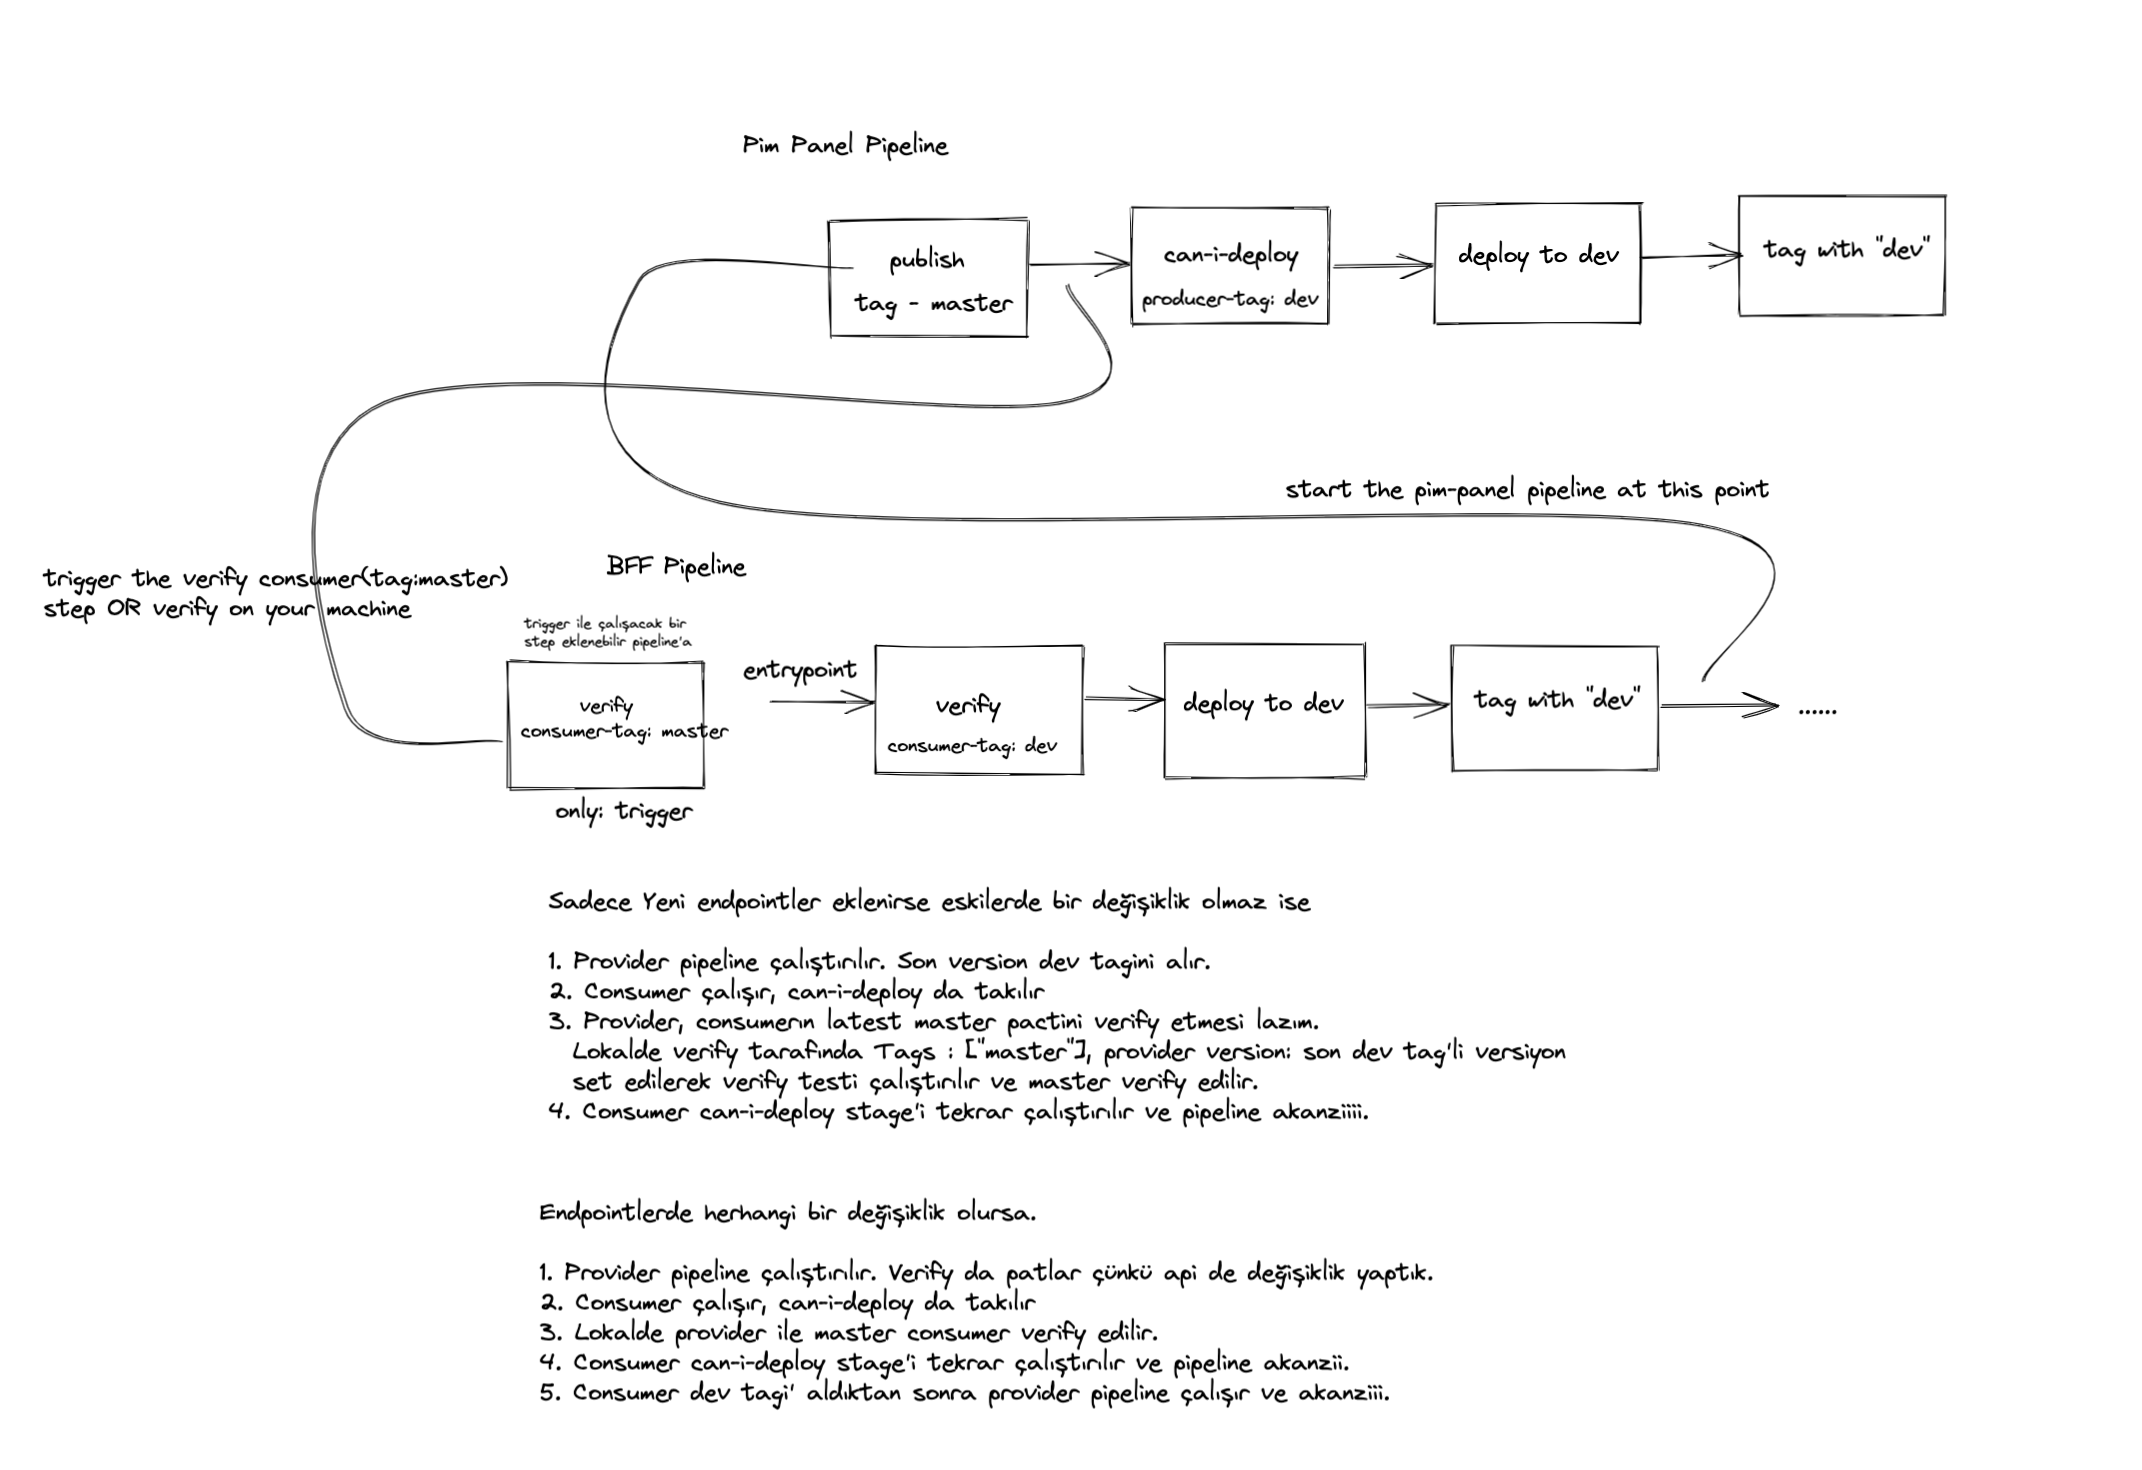 Pim Panel Pipeline
publish
tag - master
can-i-deploy
producer-tag: dev
deploy to dev
tag with "dev"
start the pim-panel pipeline at this point
trigger the verify consumer(tag:master)
step OR verify on your machine
BFF Pipeline
trigger ile çalışacak bir
step eklenebilir pipeline'a
verify
consumer-tag: master
only: trigger
entrypoint
verify
consumer-tag: dev
deploy to dev
tag with "dev"
......
Sadece Yeni endpointler eklenirse eskilerde bir değişiklik olmaz ise
1. Provider pipeline çalıştırılır. Son version dev tagini alır.
2. Consumer çalışır, can-i-deploy da takılır
3. Provider, consumerın latest master pactini verify etmesi lazım.
Lokalde verify tarafında Tags : ["master"], provider version: son dev tag'li versiyon
set edilerek verify testi çalıştırılır ve master verify edilir.
4. Consumer can-i-deploy stage'i tekrar çalıştırılır ve pipeline akanziiii.
Endpointlerde herhangi bir değişiklik olursa.
1. Provider pipeline çalıştırılır. Verify da patlar çünkü api de değişiklik yaptık.
2. Consumer çalışır, can-i-deploy da takılır
3. Lokalde provider ile master consumer verify edilir.
4. Consumer can-i-deploy stage'i tekrar çalıştırılır ve pipeline akanzii.
5. Consumer dev tagi' aldıktan sonra provider pipeline çalışır ve akanziii.